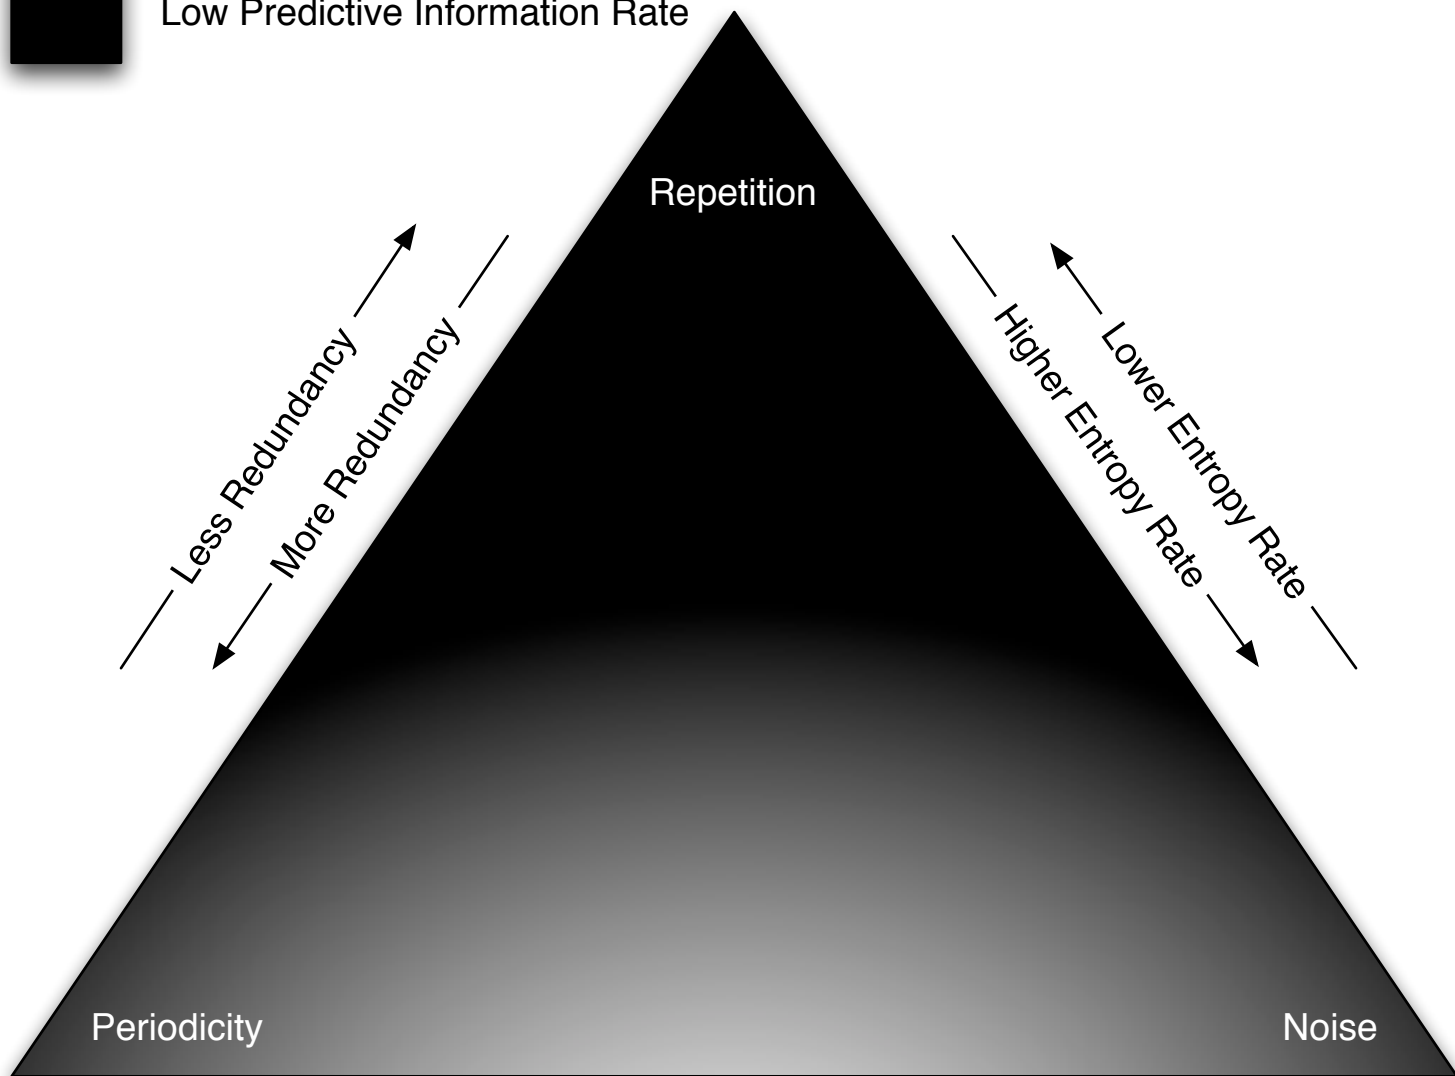 Low Predictive Information Rate
Repetition
Less Redundancy
More Redundancy
Higher Entropy Rate
Lower Entropy Rate
Periodicity
Noise